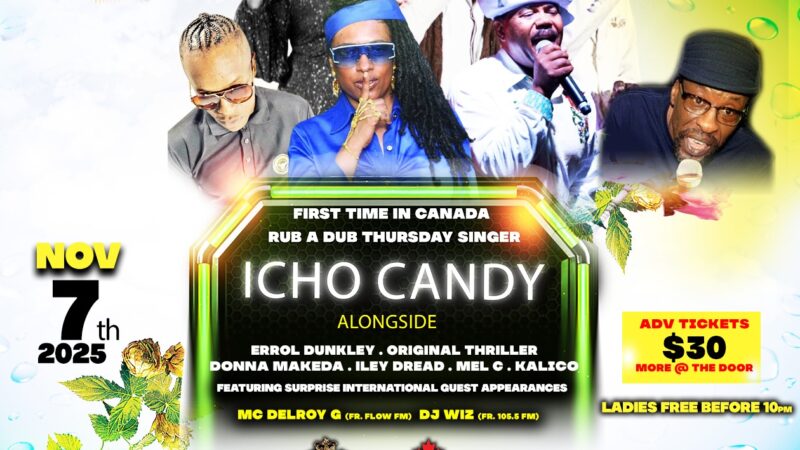 FIRST TIME IN CANADA
RUB A DUB THURSDAY SINGER
ICHO CANDY
ALONGSIDE
ERROL DUNKLEY . ORIGINAL THRILLER
DONNA MAKEDA . ILEY DREAD . MEL C . KALICO
FEATURING SURPRISE INTERNATIONAL GUEST APPEARANCES
MC DELROY G (FR. FLOW FM) DJ WIZ (FR. 105.5 FM)
NOV
7th
2025
ADV TICKETS
$30
MORE @ THE DOOR
LADIES FREE BEFORE 10PM